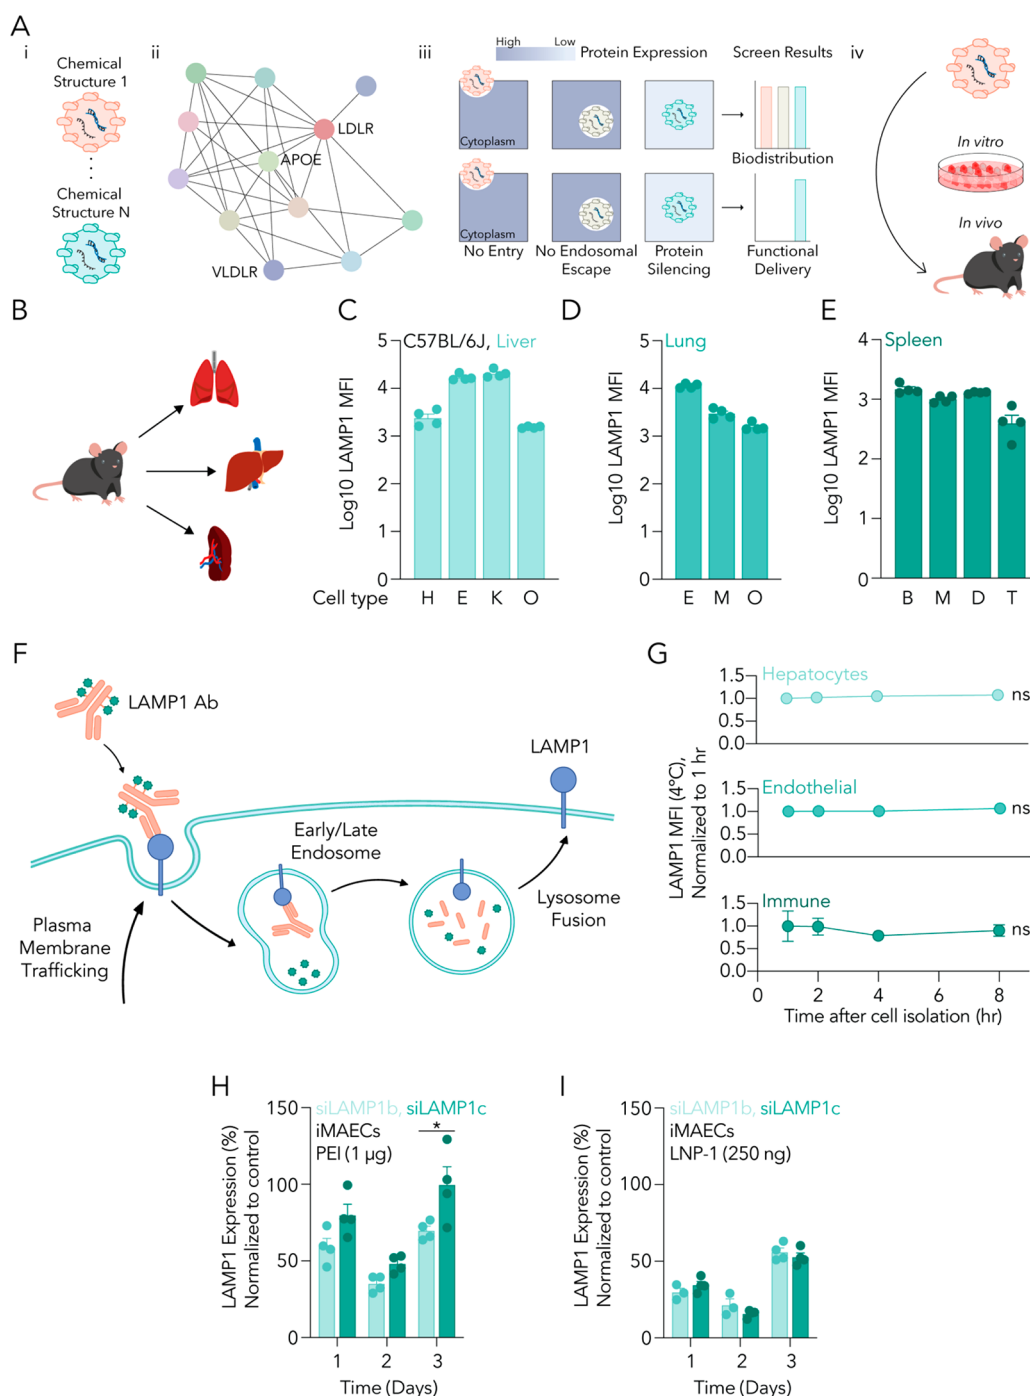 A
i
Chemical
Structure 1
Chemical
Structure N
ii
LDLR
APOE
VLDLR
iii
High
Low
Protein Expression
Screen Results
Cytoplasm
Biodistribution
Cytoplasm
No Entry
No Endosomal
Escape
Protein
Silencing
Functional
Delivery
iv
In vitro
In vivo
B
C
C57BL/6J, Liver
Log10 LAMP1 MFI
5
4
3
2
1
0
Cell type
H E K O
D
Lung
Log10 LAMP1 MFI
5
4
3
2
1
0
E M O
E
Spleen
Log10 LAMP1 MFI
4
3
2
1
0
B M D T
F
LAMP1 Ab
LAMP1
Early/Late
Endosome
Lysosome
Fusion
Plasma
Membrane
Trafficking
G
LAMP1 MFI (4°C),
Normalized to 1 hr
Hepatocytes
1.5
1.0
0.5
0.0
ns
Endothelial
1.5
1.0
0.5
0.0
ns
Immune
1.5
1.0
0.5
0.0
ns
0 2 4 6 8
Time after cell isolation (hr)
H
siLAMP1b, siLAMP1c
iMAECs
PEI (1 µg)
*
LAMP1 Expression (%)
Normalized to control
150
100
50
0
1 2 3
Time (Days)
I
siLAMP1b, siLAMP1c
iMAECs
LNP-1 (250 ng)
LAMP1 Expression (%)
Normalized to control
150
100
50
0
1 2 3
Time (Days)